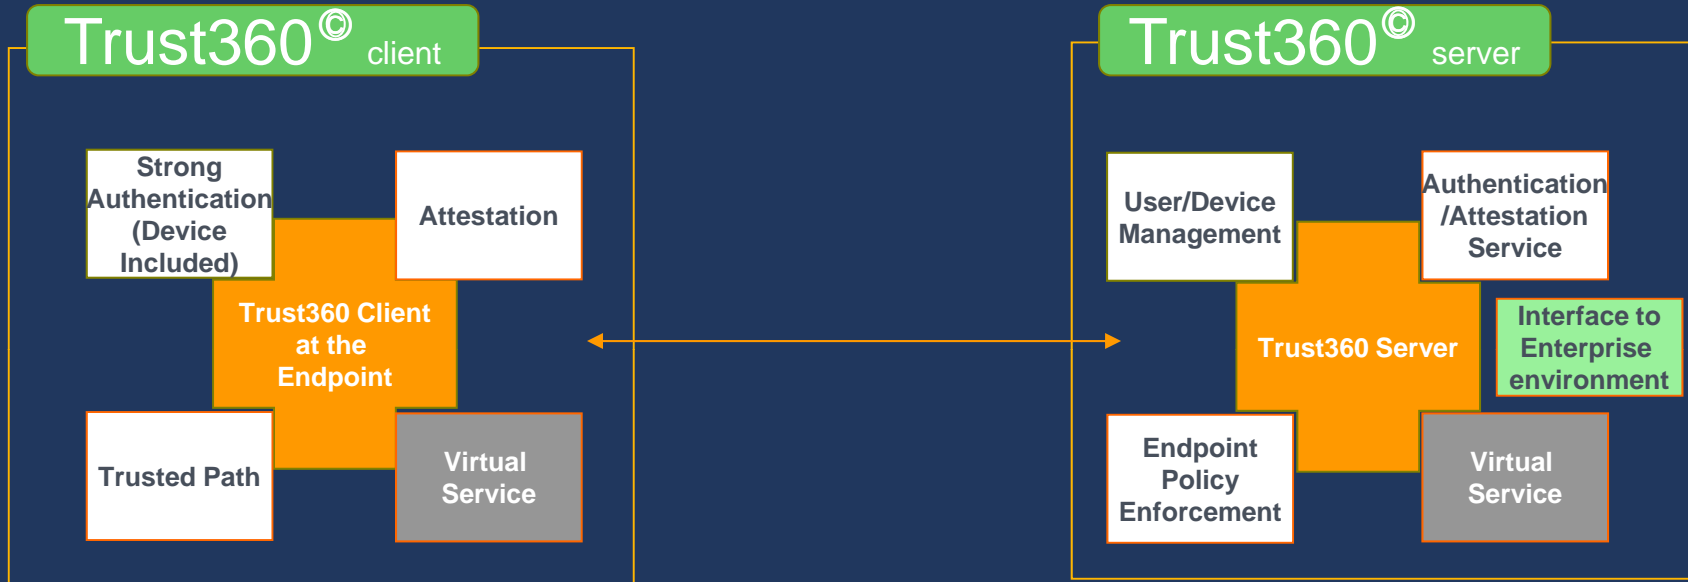 Trust360© client
Trust360© server
Strong
Authentication
(Device
Included)
Attestation
Trust360 Client
at the
Endpoint
Trusted Path
Virtual
Service
User/Device
Management
Authentication
/Attestation
Service
Trust360 Server
Interface to
Enterprise
environment
Endpoint
Policy
Enforcement
Virtual
Service